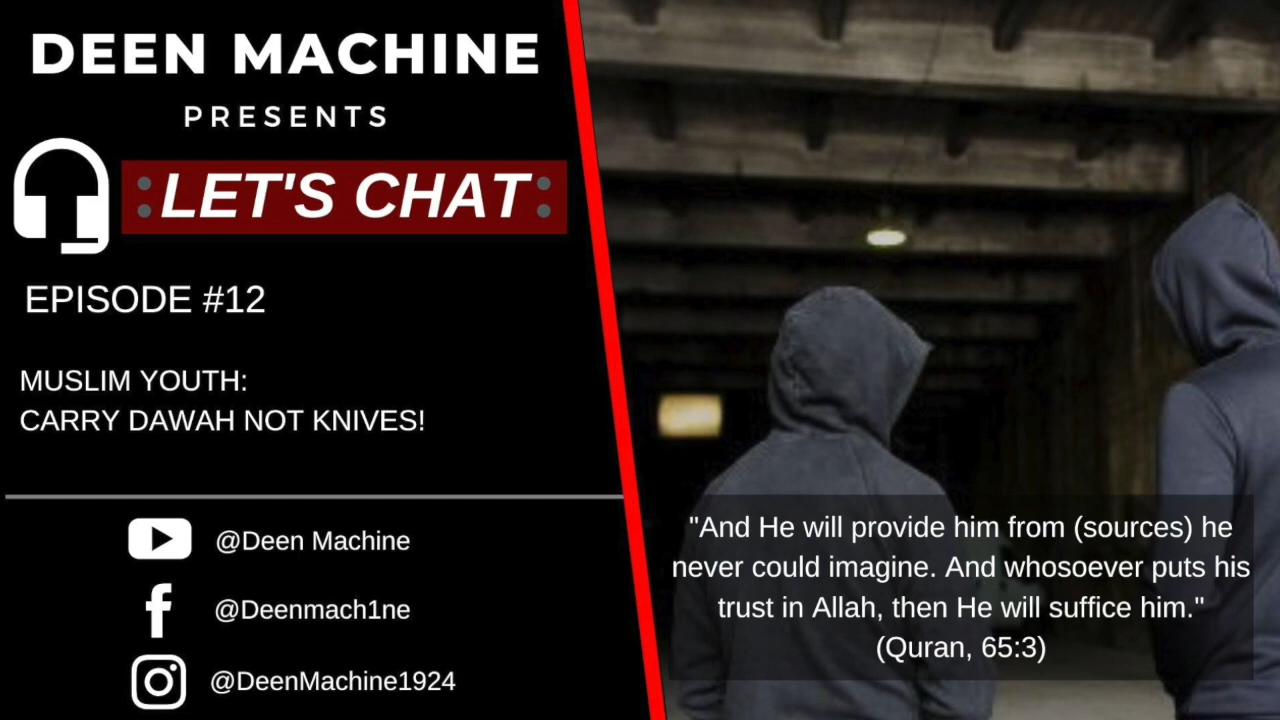 DEEN MACHINE
PRESENTS
:LET'S CHAT:
EPISODE #12
MUSLIM YOUTH:
CARRY DAWAH NOT KNIVES!
@Deen Machine
@Deenmach1ne
@DeenMachine1924
"And He will provide him from (sources) he
never could imagine. And whosoever puts his
trust in Allah, then He will suffice him."
(Quran, 65:3)